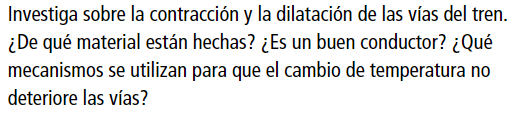 Investiga sobre la contracción y la dilatación de las vías del tren.
¿De qué material están hechas? ¿Es un buen conductor? ¿Qué
mecanismos se utilizan para que el cambio de temperatura no
deteriore las vías?